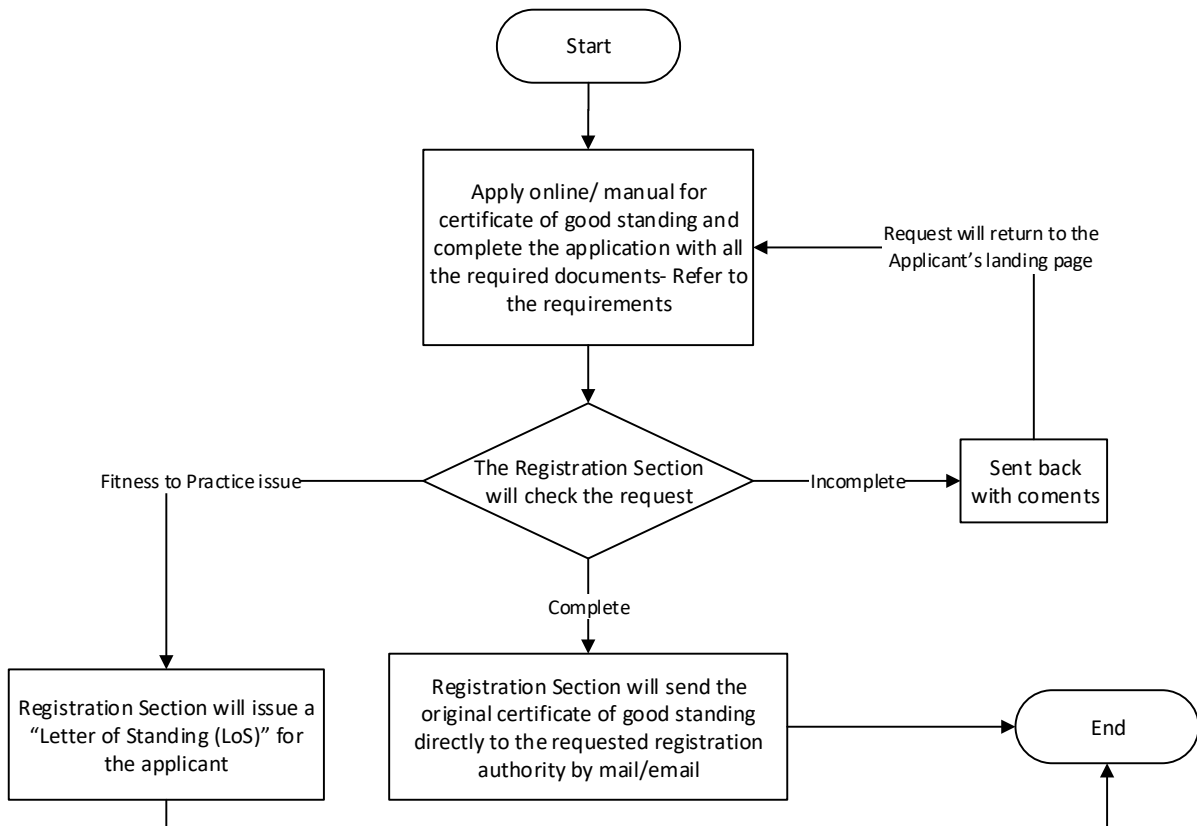 Start
Apply online/ manual for
certificate of good standing and
complete the application with all
the required documents- Refer to
the requirements
Request will return to the
Applicant’s landing page
The Registration Section
will check the request
Fitness to Practice issue
Incomplete
Sent back
with coments
Complete
Registration Section will issue a
“Letter of Standing (LoS)” for
the applicant
Registration Section will send the
original certificate of good standing
directly to the requested registration
authority by mail/email
End